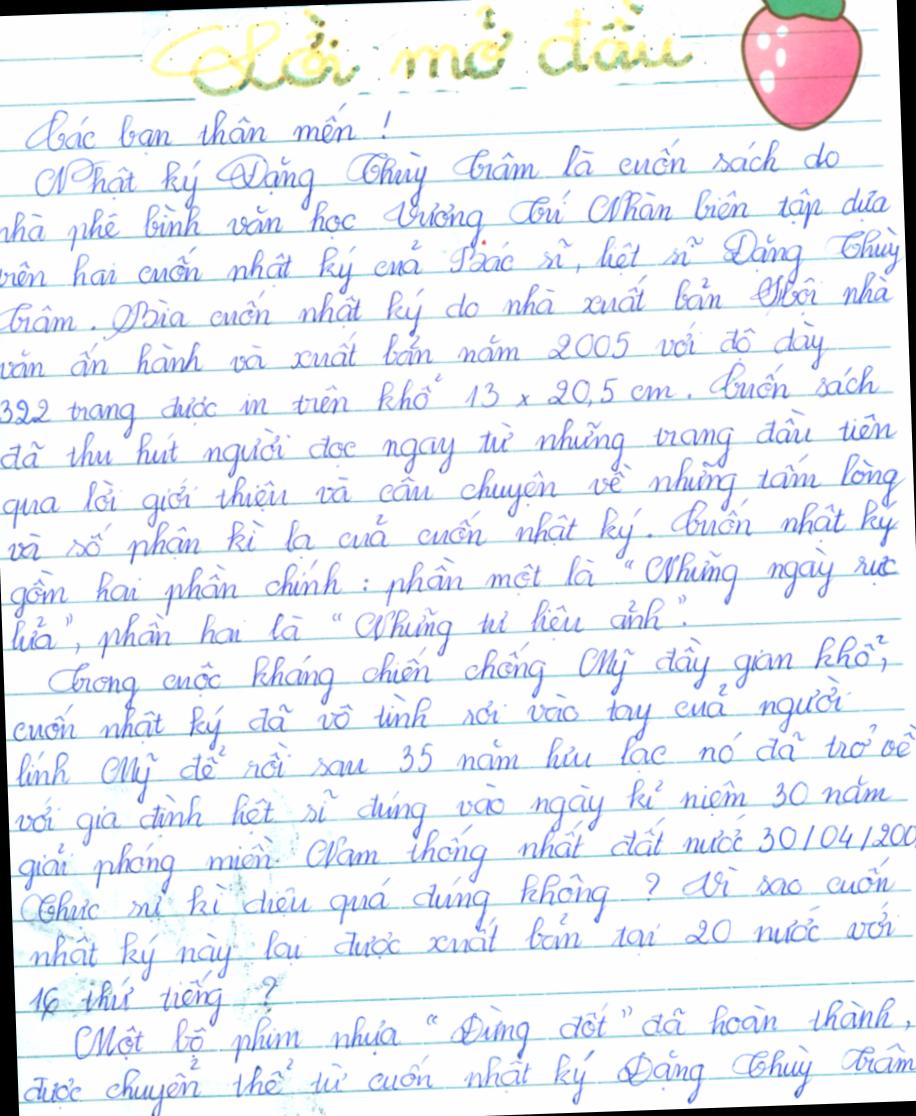 Lời mở đầu
Các bạn thân mến !
Nhật ký Đặng Thùy Trâm là cuốn sách do
nhà phê bình văn học Vương Trí Nhàn biên tập dựa
trên hai cuốn nhật ký của Bác sĩ, liệt sĩ Đặng Thuỳ
Trâm. Bìa cuốn nhật ký do nhà xuất bản Hội nhà
văn ấn hành và xuất bản năm 2005 với độ dày
322 trang được in trên khổ 13 x 20,5 cm. Cuốn sách
đã thu hút người đọc ngay từ những trang đầu tiên
qua lời giới thiệu và câu chuyện về những tấm lòng
và số phận kì lạ của cuốn nhật ký. Cuốn nhật ký
gồm hai phần chính : phần một là "Những ngày rực
lửa", phần hai là "Những tư liệu ảnh".
Trong cuộc kháng chiến chống Mỹ đầy gian khổ,
cuốn nhật ký đã vô tình rơi vào tay của người
lính Mỹ để rồi sau 35 năm lưu lạc nó đã trở về
với gia đình liệt sĩ đúng vào ngày kỉ niệm 30 năm
giải phóng miền Nam thống nhất đất nước 30/04/200
Thực sự kì diệu quá đúng không ? Vì sao cuốn
nhật ký này lại được xuất bản tại 20 nước với
16 thứ tiếng ?
Một bộ phim nhựa "Đừng đốt" đã hoàn thành,
được chuyển thể từ cuốn nhật ký Đặng Thuỳ Trâm